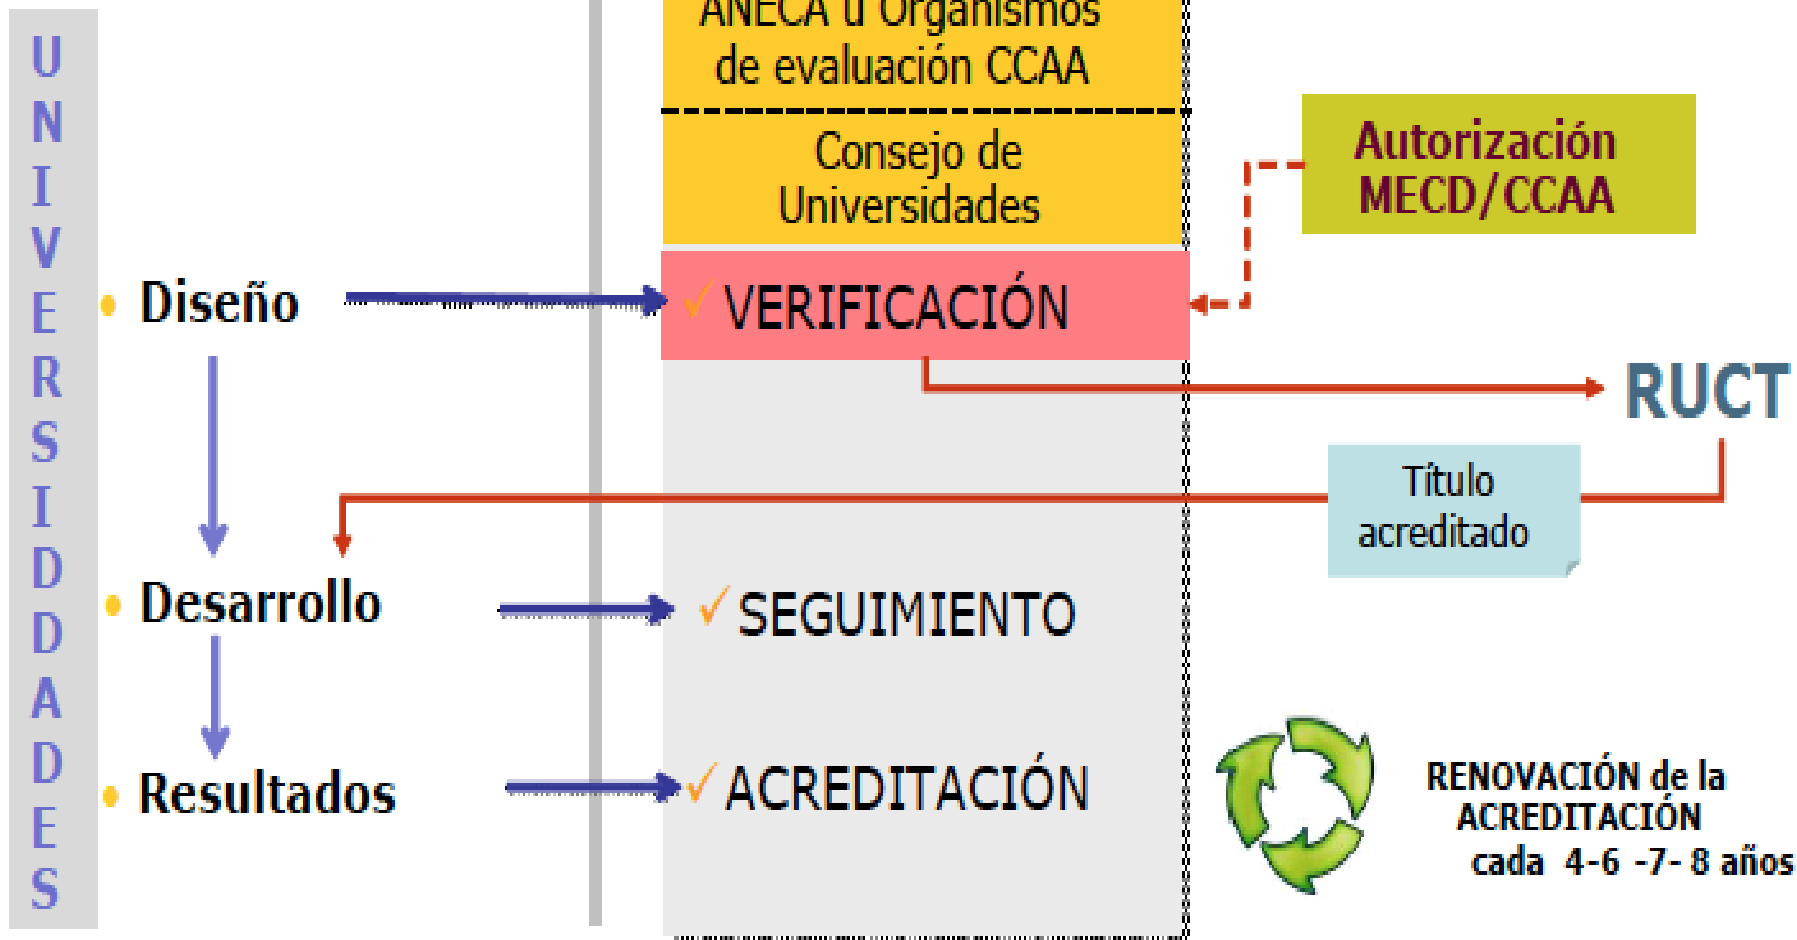 UNIVERSIDDADES
ANECA u Organismos
de evaluación CCAA
Consejo de
Universidades
Autorización
MECD/CCAA
• Diseño
✓ VERIFICACIÓN
RUCT
Título
acreditado
• Desarrollo
✓ SEGUIMIENTO
• Resultados
✓ ACREDITACIÓN
RENOVACIÓN de la
ACREDITACIÓN
cada 4-6 -7- 8 años